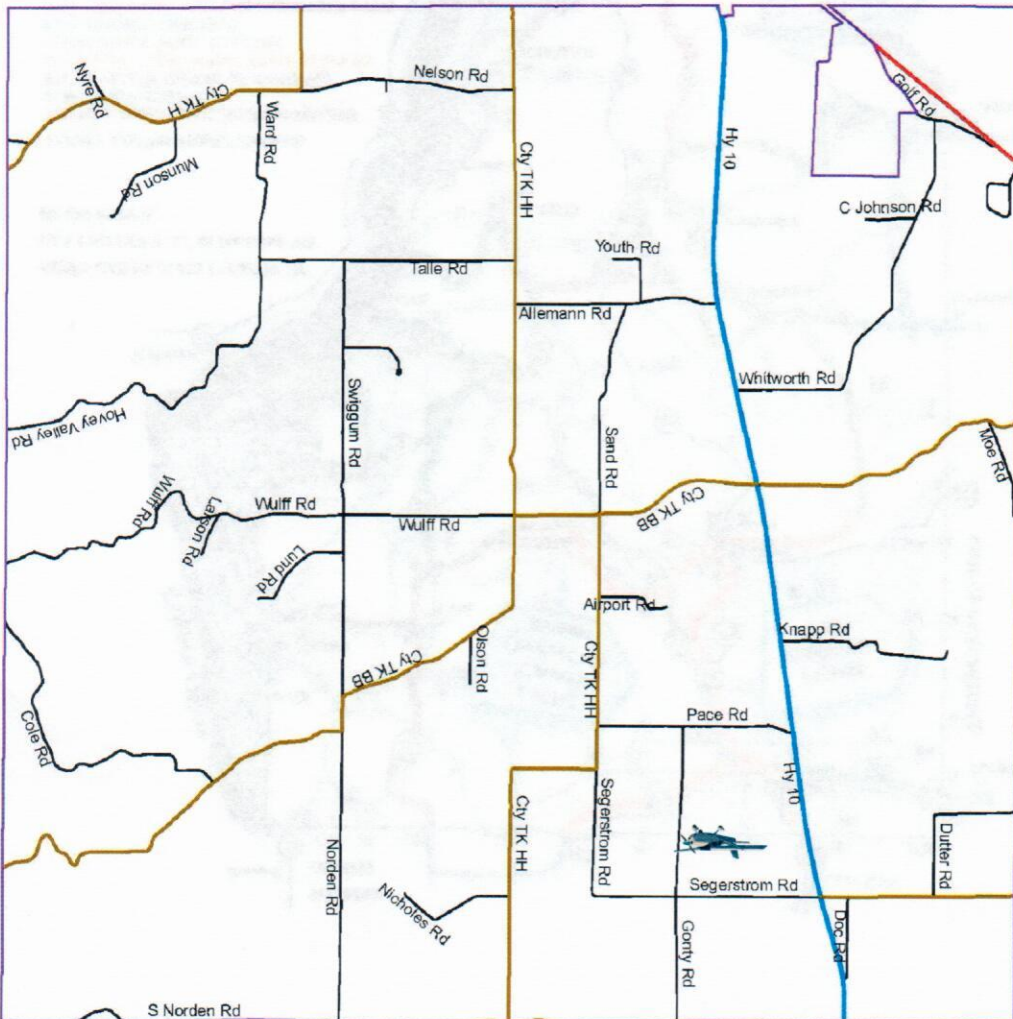 Nyre Rd
Cty TK H
Nelson Rd
Golf Rd
Ward Rd
Munson Rd
Cty TK HH
Hy 10
C Johnson Rd
Youth Rd
Talle Rd
Allemann Rd
Whitworth Rd
Hovey Valley Rd
Swiggum Rd
Sand Rd
Moe Rd
Wulff Rd
Larson Rd
Wulff Rd
Wulff Rd
Cty TK BB
Lund Rd
Airport Rd
Knapp Rd
Olson Rd
Cty TK BB
Cty TK HH
Cole Rd
Pace Rd
Hy 10
Cty TK HH
Segerstrom Rd
Dutter Rd
Norden Rd
Nicholes Rd
Segerstrom Rd
Gonty Rd
Doc Rd
S Norden Rd